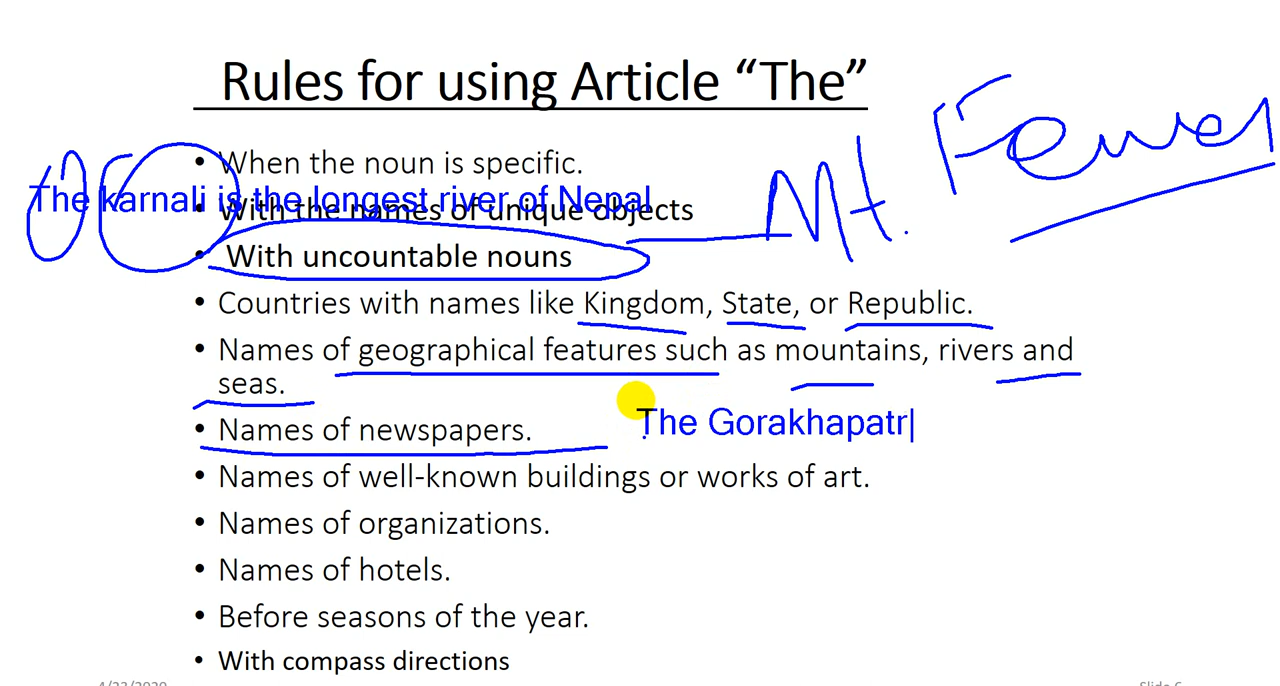 Rules for using Article “The”
• When the noun is specific.
The karnali is the longest river of Nepal
• With the names of unique objects
Mt.
• With uncountable nouns
• Countries with names like Kingdom, State, or Republic.
• Names of geographical features such as mountains, rivers and
seas.
The Gorakhapatr
• Names of newspapers.
• Names of well-known buildings or works of art.
• Names of organizations.
• Names of hotels.
• Before seasons of the year.
• With compass directions
4/23/2020